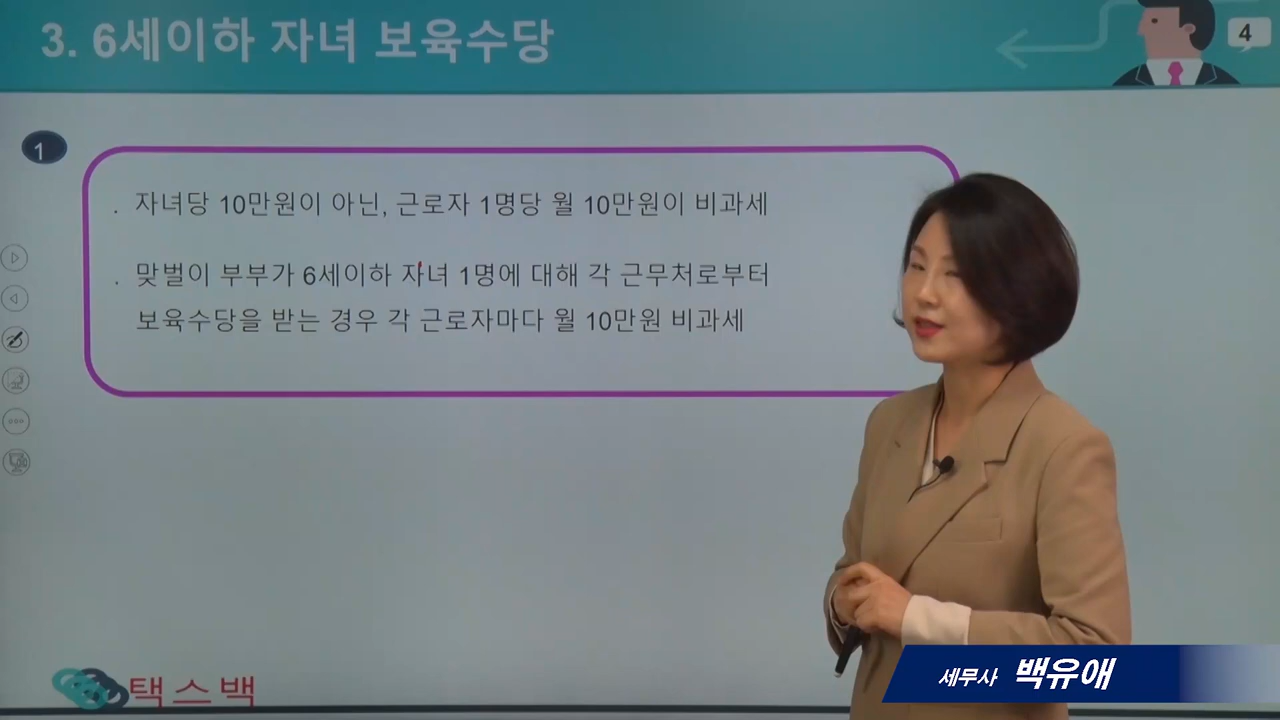 3. 6세이하 자녀 보육수당
4
1
. 자녀당 10만원이 아닌, 근로자 1명당 월 10만원이 비과세
. 맞벌이 부부가 6세이하 자녀 1명에 대해 각 근무처로부터
보육수당을 받는 경우 각 근로자마다 월 10만원 비과세
택스백
세무사 백유애